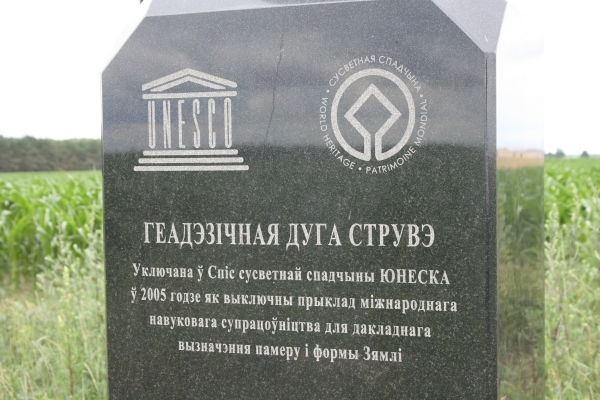 UNESCO
СУСВЕТНАЯ СПАДЧЫНА • WORLD HERITAGE • PATRIMOINE MONDIAL •
ГЕАДЭЗІЧНАЯ ДУГА СТРУВЭ
Уключана ў Спіс сусветнай спадчыны ЮНЕСКА
ў 2005 годзе як выключны прыклад міжнароднага
навуковага супрацоўніцтва для дакладнага
вызначэння памеру і формы Зямлі